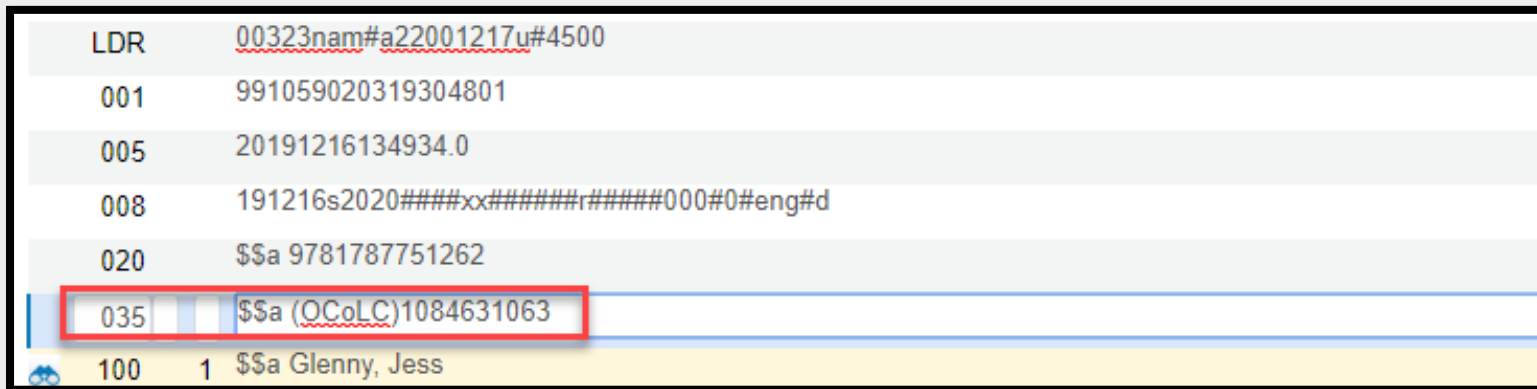 LDR 00323nam#a22001217u#4500
001 991059020319304801
005 20191216134934.0
008 191216s2020####xx######r#####000#0#eng#d
020 $$a 9781787751262
035 $$a (OCoLC)1084631063
100 1 $$a Glenny, Jess